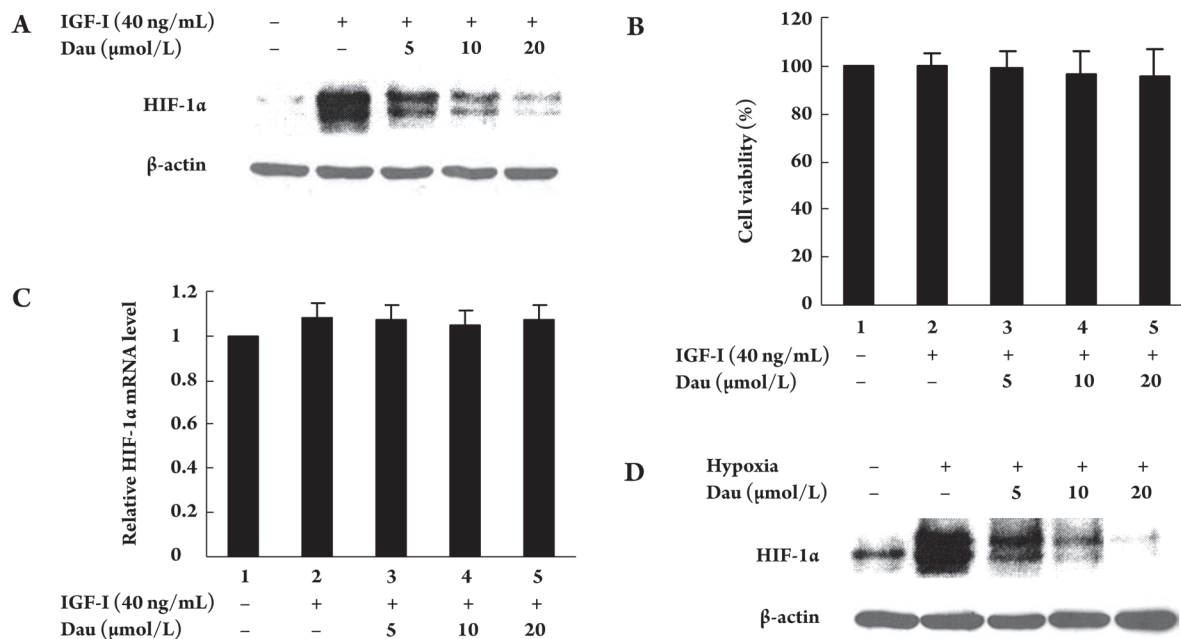 A
IGF-I (40 ng/mL) – + + + +
Dau (μmol/L) – – 5 10 20
HIF-1α
β-actin
B
120
100
80
60
40
20
0
Cell viability (%)
1 2 3 4 5
IGF-I (40 ng/mL) – + + + +
Dau (μmol/L) – – 5 10 20
C
1.2
1
0.8
0.6
0.4
0.2
0
Relative HIF-1α mRNA level
1 2 3 4 5
IGF-I (40 ng/mL) – + + + +
Dau (μmol/L) – – 5 10 20
D
Hypoxia – + + + +
Dau (μmol/L) – – 5 10 20
HIF-1α
β-actin